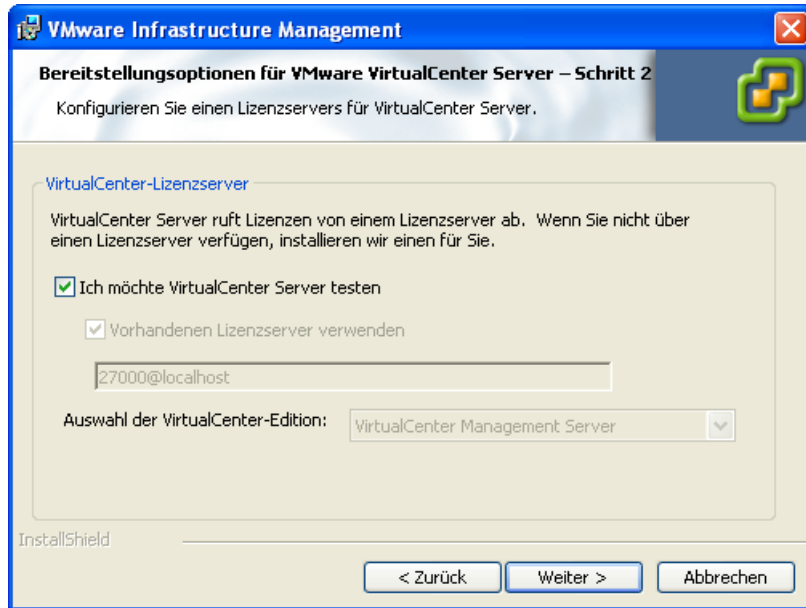 VMware Infrastructure Management
Bereitstellungsoptionen für VMware VirtualCenter Server – Schritt 2
Konfigurieren Sie einen Lizenzservers für VirtualCenter Server.
VirtualCenter-Lizenzserver
VirtualCenter Server ruft Lizenzen von einem Lizenzserver ab. Wenn Sie nicht über
einen Lizenzserver verfügen, installieren wir einen für Sie.
Ich möchte VirtualCenter Server testen
Vorhandenen Lizenzserver verwenden
27000@localhost
Auswahl der VirtualCenter-Edition: VirtualCenter Management Server
InstallShield
< Zurück Weiter > Abbrechen